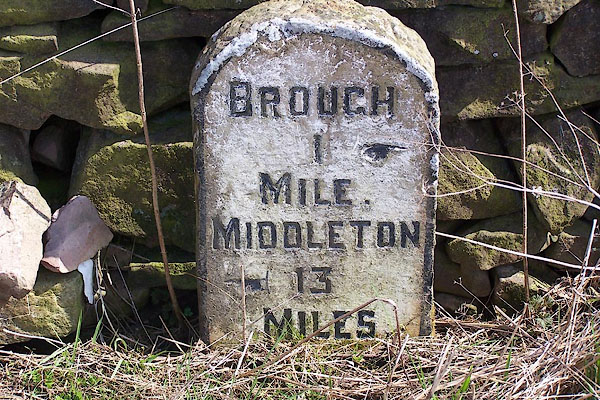 BROUGH
1
MILE.
MIDDLETON
13
MILES